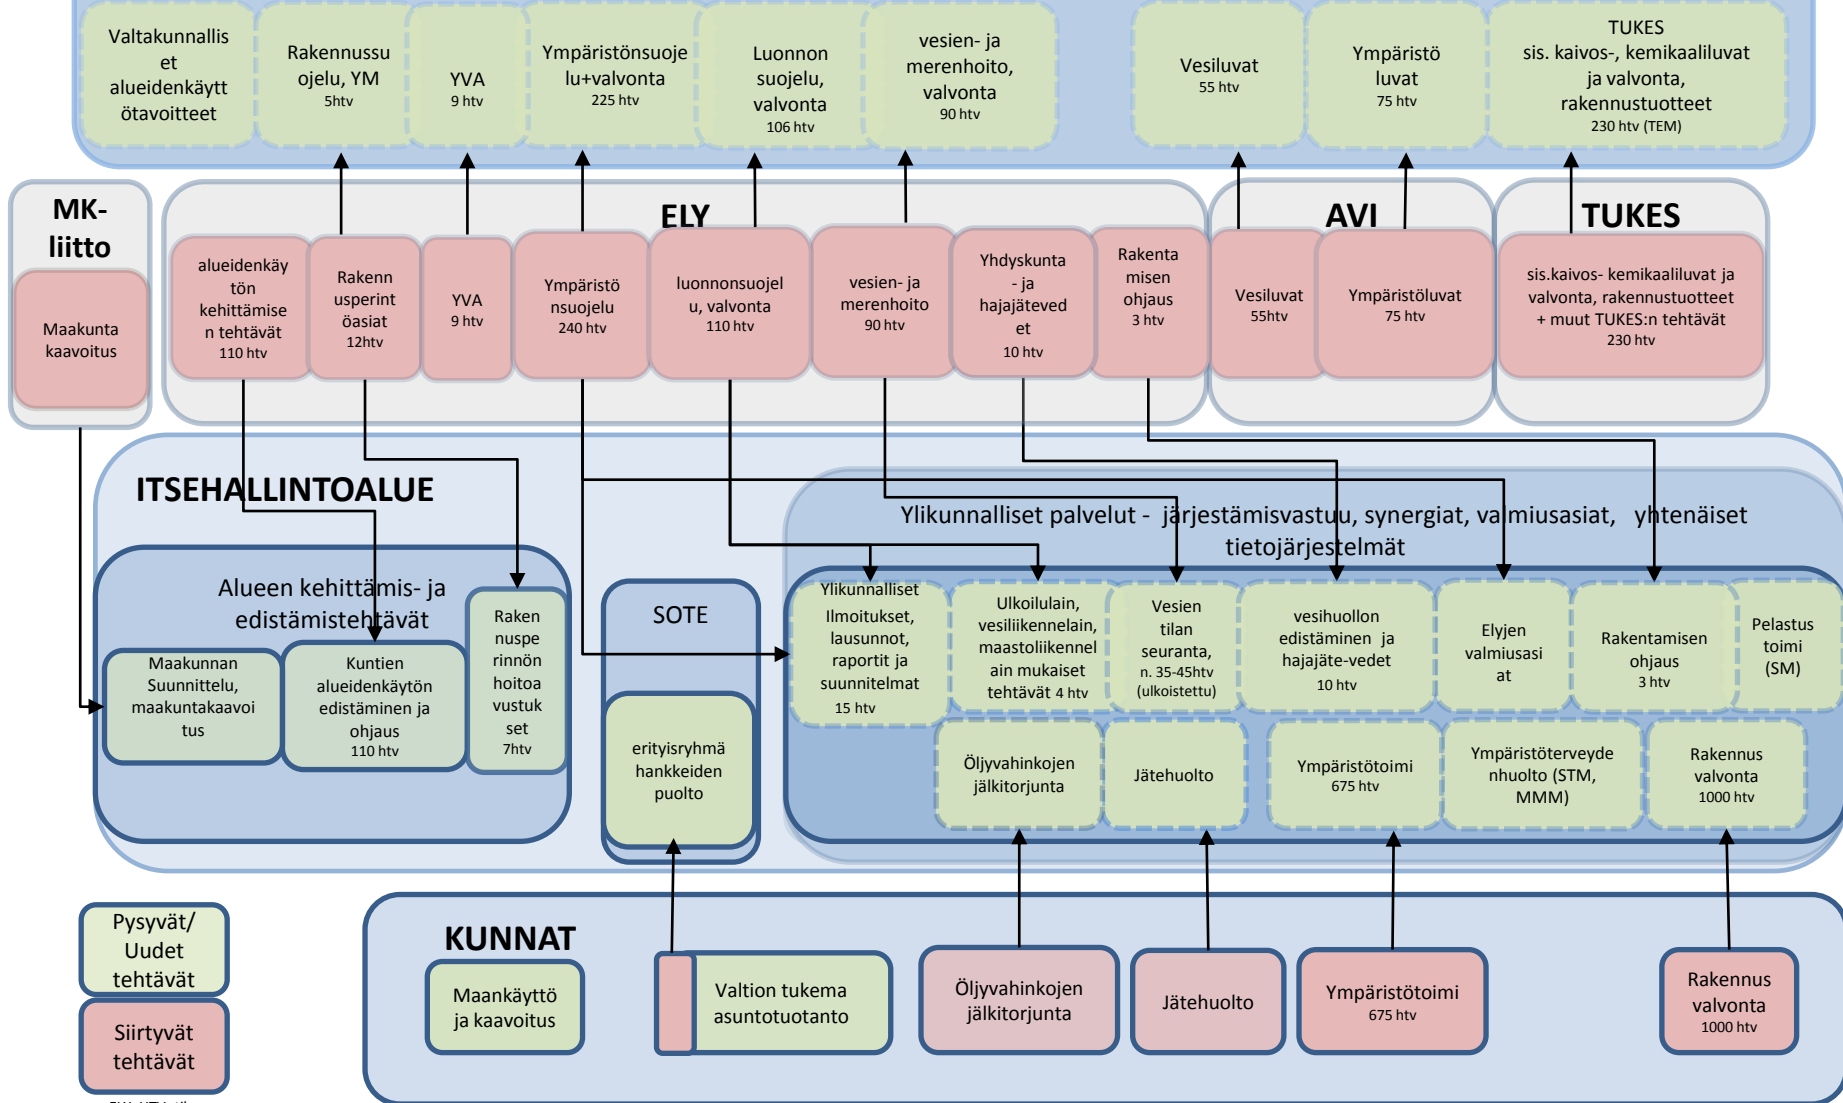 Valtakunnallis
et
alueidenkäytt
ötavoitteet
Rakennussu
ojelu, YM
5htv
YVA
9 htv
Ympäristönsuoje
lu+valvonta
225 htv
Luonnon
suojelu,
valvonta
106 htv
vesien- ja
merenhoito,
valvonta
90 htv
Vesiluvat
55 htv
Ympäristö
luvat
75 htv
TUKES
sis. kaivos-, kemikaaliluvat
ja valvonta,
rakennustuotteet
230 htv (TEM)
MK-
liitto
Maakunta
kaavoitus
ELY
alueidenkäy
tön
kehittämise
n tehtävät
110 htv
Rakenn
usperint
öasiat
12htv
YVA
9 htv
Ympäristö
nsuojelu
240 htv
luonnonsuojel
u, valvonta
110 htv
vesien- ja
merenhoito
90 htv
Yhdyskunta
- ja
hajajäteved
et
10 htv
Rakenta
misen
ohjaus
3 htv
AVI
Vesiluvat
55htv
Ympäristöluvat
75 htv
TUKES
sis.kaivos- kemikaaliluvat ja
valvonta, rakennustuotteet
+ muut TUKES:n tehtävät
230 htv
ITSEHALLINTOALUE
Alueen kehittämis- ja
edistämistehtävät
Maakunnan
Suunnittelu,
maakuntakaavoi
tus
Kuntien
alueidenkäytön
edistäminen ja
ohjaus
110 htv
Raken
nuspe
rinnön
hoitoa
vustuk
set
7htv
SOTE
erityisryhmä
hankkeiden
puolto
Ylikunnalliset palvelut - järjestämisvastuu, synergiat, valmiusasiat, yhtenäiset
tietojärjestelmät
Ylikunnalliset
Ilmoitukset,
lausunnot,
raportit ja
suunnitelmat
15 htv
Ulkoilulain,
vesiliikennelain,
maastoliikennel
ain mukaiset
tehtävät 4 htv
Vesien
tilan
seuranta,
n. 35-45htv
(ulkoistettu)
vesihuollon
edistäminen ja
hajajäte-vedet
10 htv
Elyjen
valmiusasi
at
Rakentamisen
ohjaus
3 htv
Pelastus
toimi
(SM)
Öljyvahinkojen
jälkitorjunta
Jätehuolto
Ympäristötoimi
675 htv
Ympäristöterveyde
nhuolto (STM,
MMM)
Rakennus
valvonta
1000 htv
Pysyvät/
Uudet
tehtävät
Siirtyvät
tehtävät
KUNNAT
Maankäyttö
ja kaavoitus
Valtion tukema
asuntotuotanto
Öljyvahinkojen
jälkitorjunta
Jätehuolto
Ympäristötoimi
675 htv
Rakennus
valvonta
1000 htv